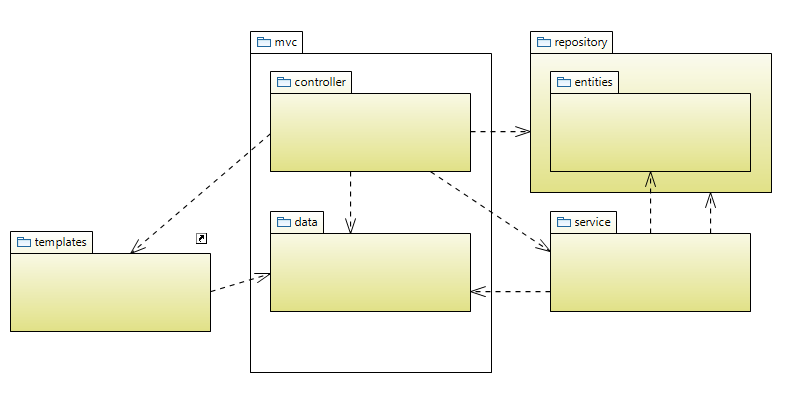 mvc
repository
controller
entities
data
service
templates